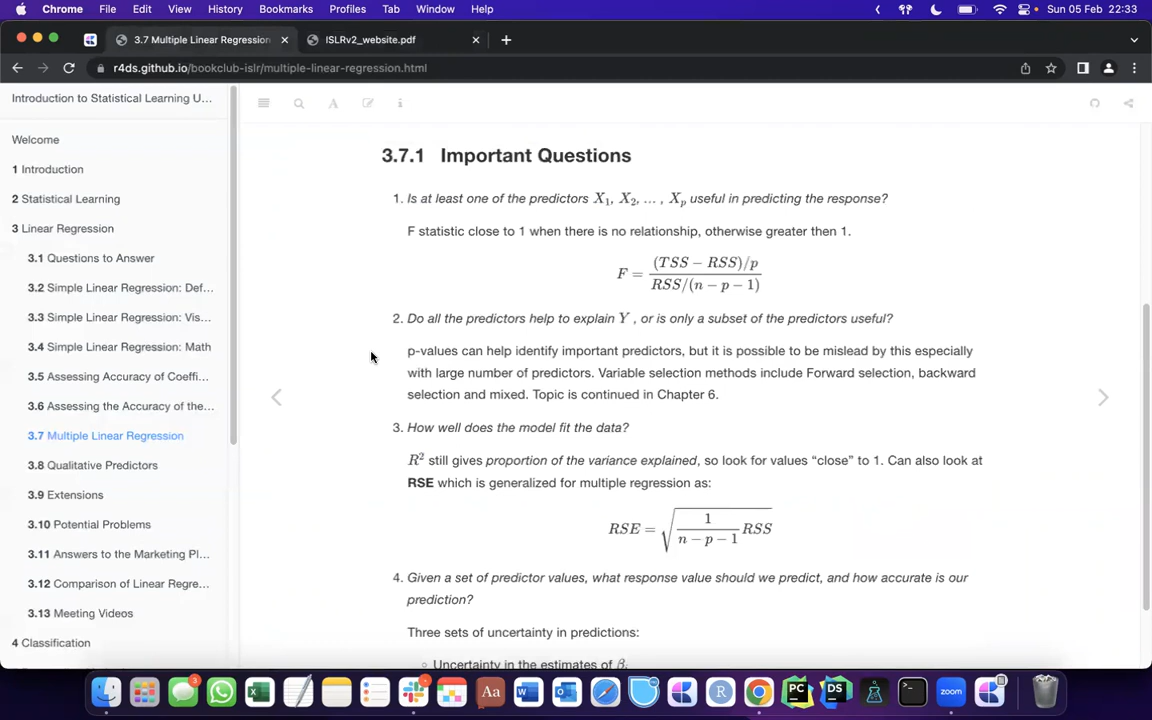 Chrome File Edit View History Bookmarks Profiles Tab Window Help Sun 05 Feb 22:33
3.7 Multiple Linear Regression ISLRv2_website.pdf
r4ds.github.io/bookclub-islr/multiple-linear-regression.html
Introduction to Statistical Learning U...
Welcome
1 Introduction
2 Statistical Learning
3 Linear Regression
3.1 Questions to Answer
3.2 Simple Linear Regression: Def...
3.3 Simple Linear Regression: Vis...
3.4 Simple Linear Regression: Math
3.5 Assessing Accuracy of Coeffi...
3.6 Assessing the Accuracy of the...
3.7 Multiple Linear Regression
3.8 Qualitative Predictors
3.9 Extensions
3.10 Potential Problems
3.11 Answers to the Marketing Pl...
3.12 Comparison of Linear Regre...
3.13 Meeting Videos
4 Classification
3.7.1 Important Questions
1. Is at least one of the predictors X₁, X₂, … , Xₚ useful in predicting the response?
F statistic close to 1 when there is no relationship, otherwise greater then 1.
F = (TSS − RSS)/p
RSS/(n − p − 1)
2. Do all the predictors help to explain Y , or is only a subset of the predictors useful?
p-values can help identify important predictors, but it is possible to be mislead by this especially
with large number of predictors. Variable selection methods include Forward selection, backward
selection and mixed. Topic is continued in Chapter 6.
3. How well does the model fit the data?
R² still gives proportion of the variance explained, so look for values “close” to 1. Can also look at
RSE which is generalized for multiple regression as:
RSE = √ 1
n − p − 1 RSS
4. Given a set of predictor values, what response value should we predict, and how accurate is our
prediction?
Three sets of uncertainty in predictions:
Uncertainty in the estimates of βᵢ
3
Aa
R
PC
DS
zoom